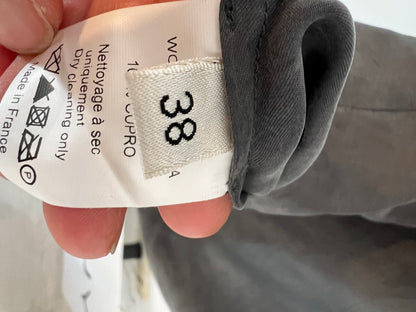 38
CUPRO
Nettoyage à sec
uniquement
Dry cleaning only
P
Made in France